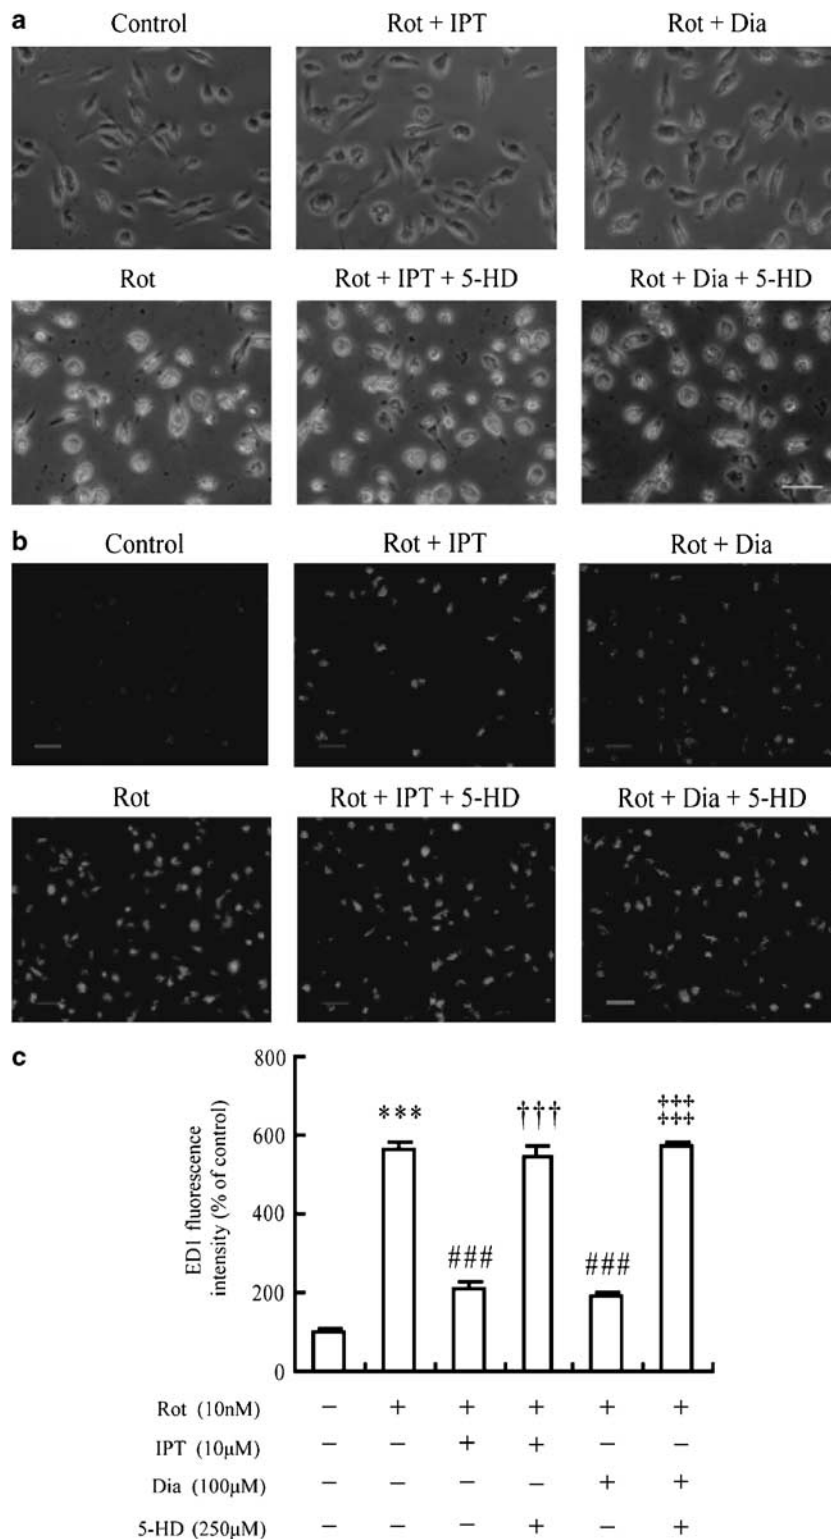 a
Control
Rot + IPT
Rot + Dia
Rot
Rot + IPT + 5-HD
Rot + Dia + 5-HD
b
Control
Rot + IPT
Rot + Dia
Rot
Rot + IPT + 5-HD
Rot + Dia + 5-HD
c
ED1 fluorescence
intensity (% of control)
800
600
400
200
0
***
###
†††
###
‡‡‡
‡‡‡
Rot (10nM) − + + + + +
IPT (10μM) − − + + − −
Dia (100μM) − − − − + +
5-HD (250μM) − − − + − +